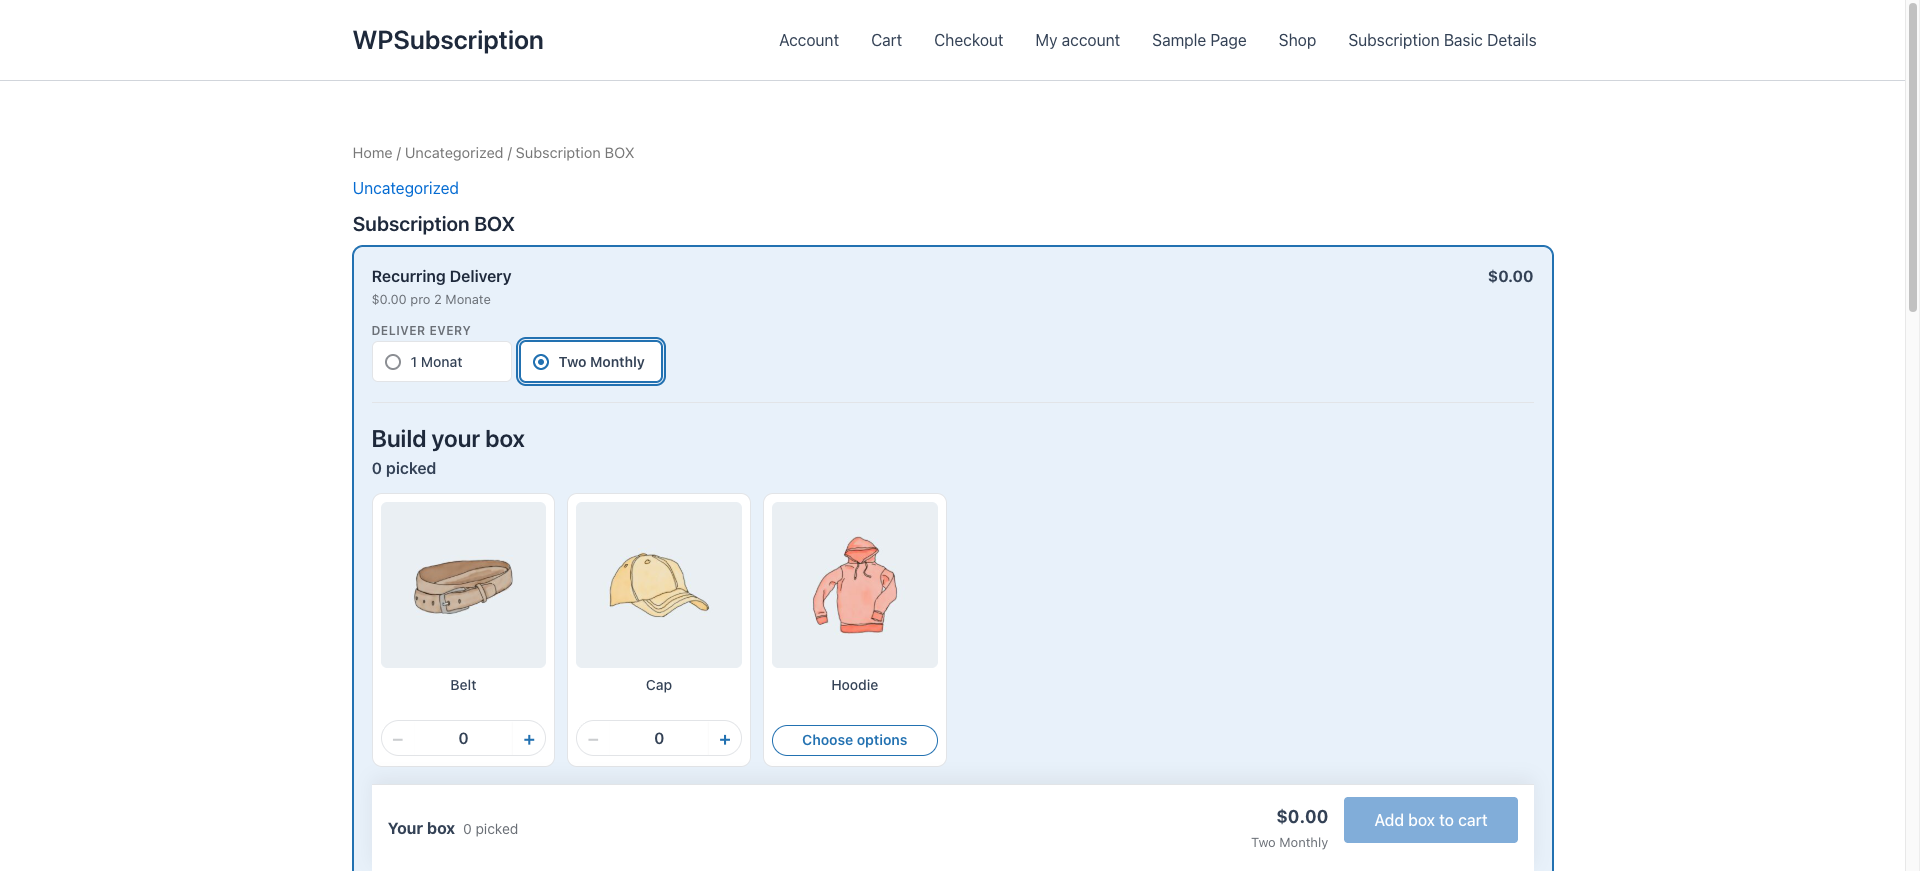 WPSubscription
Account Cart Checkout My account Sample Page Shop Subscription Basic Details
Home / Uncategorized / Subscription BOX
Uncategorized
Subscription BOX
Recurring Delivery $0.00
$0.00 pro 2 Monate
DELIVER EVERY
1 Monat Two Monthly
Build your box
0 picked
Belt Cap Hoodie
− 0 + − 0 + Choose options
Your box 0 picked $0.00 Add box to cart
Two Monthly